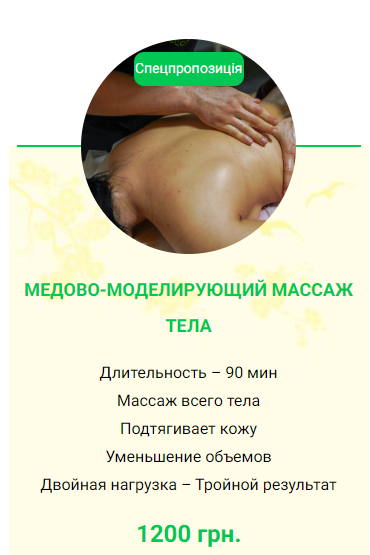 Спецпропозиція
МЕДОВО-МОДЕЛИРУЮЩИЙ МАССАЖ
ТЕЛА
Длительность – 90 мин
Массаж всего тела
Подтягивает кожу
Уменьшение объемов
Двойная нагрузка – Тройной результат
1200 грн.